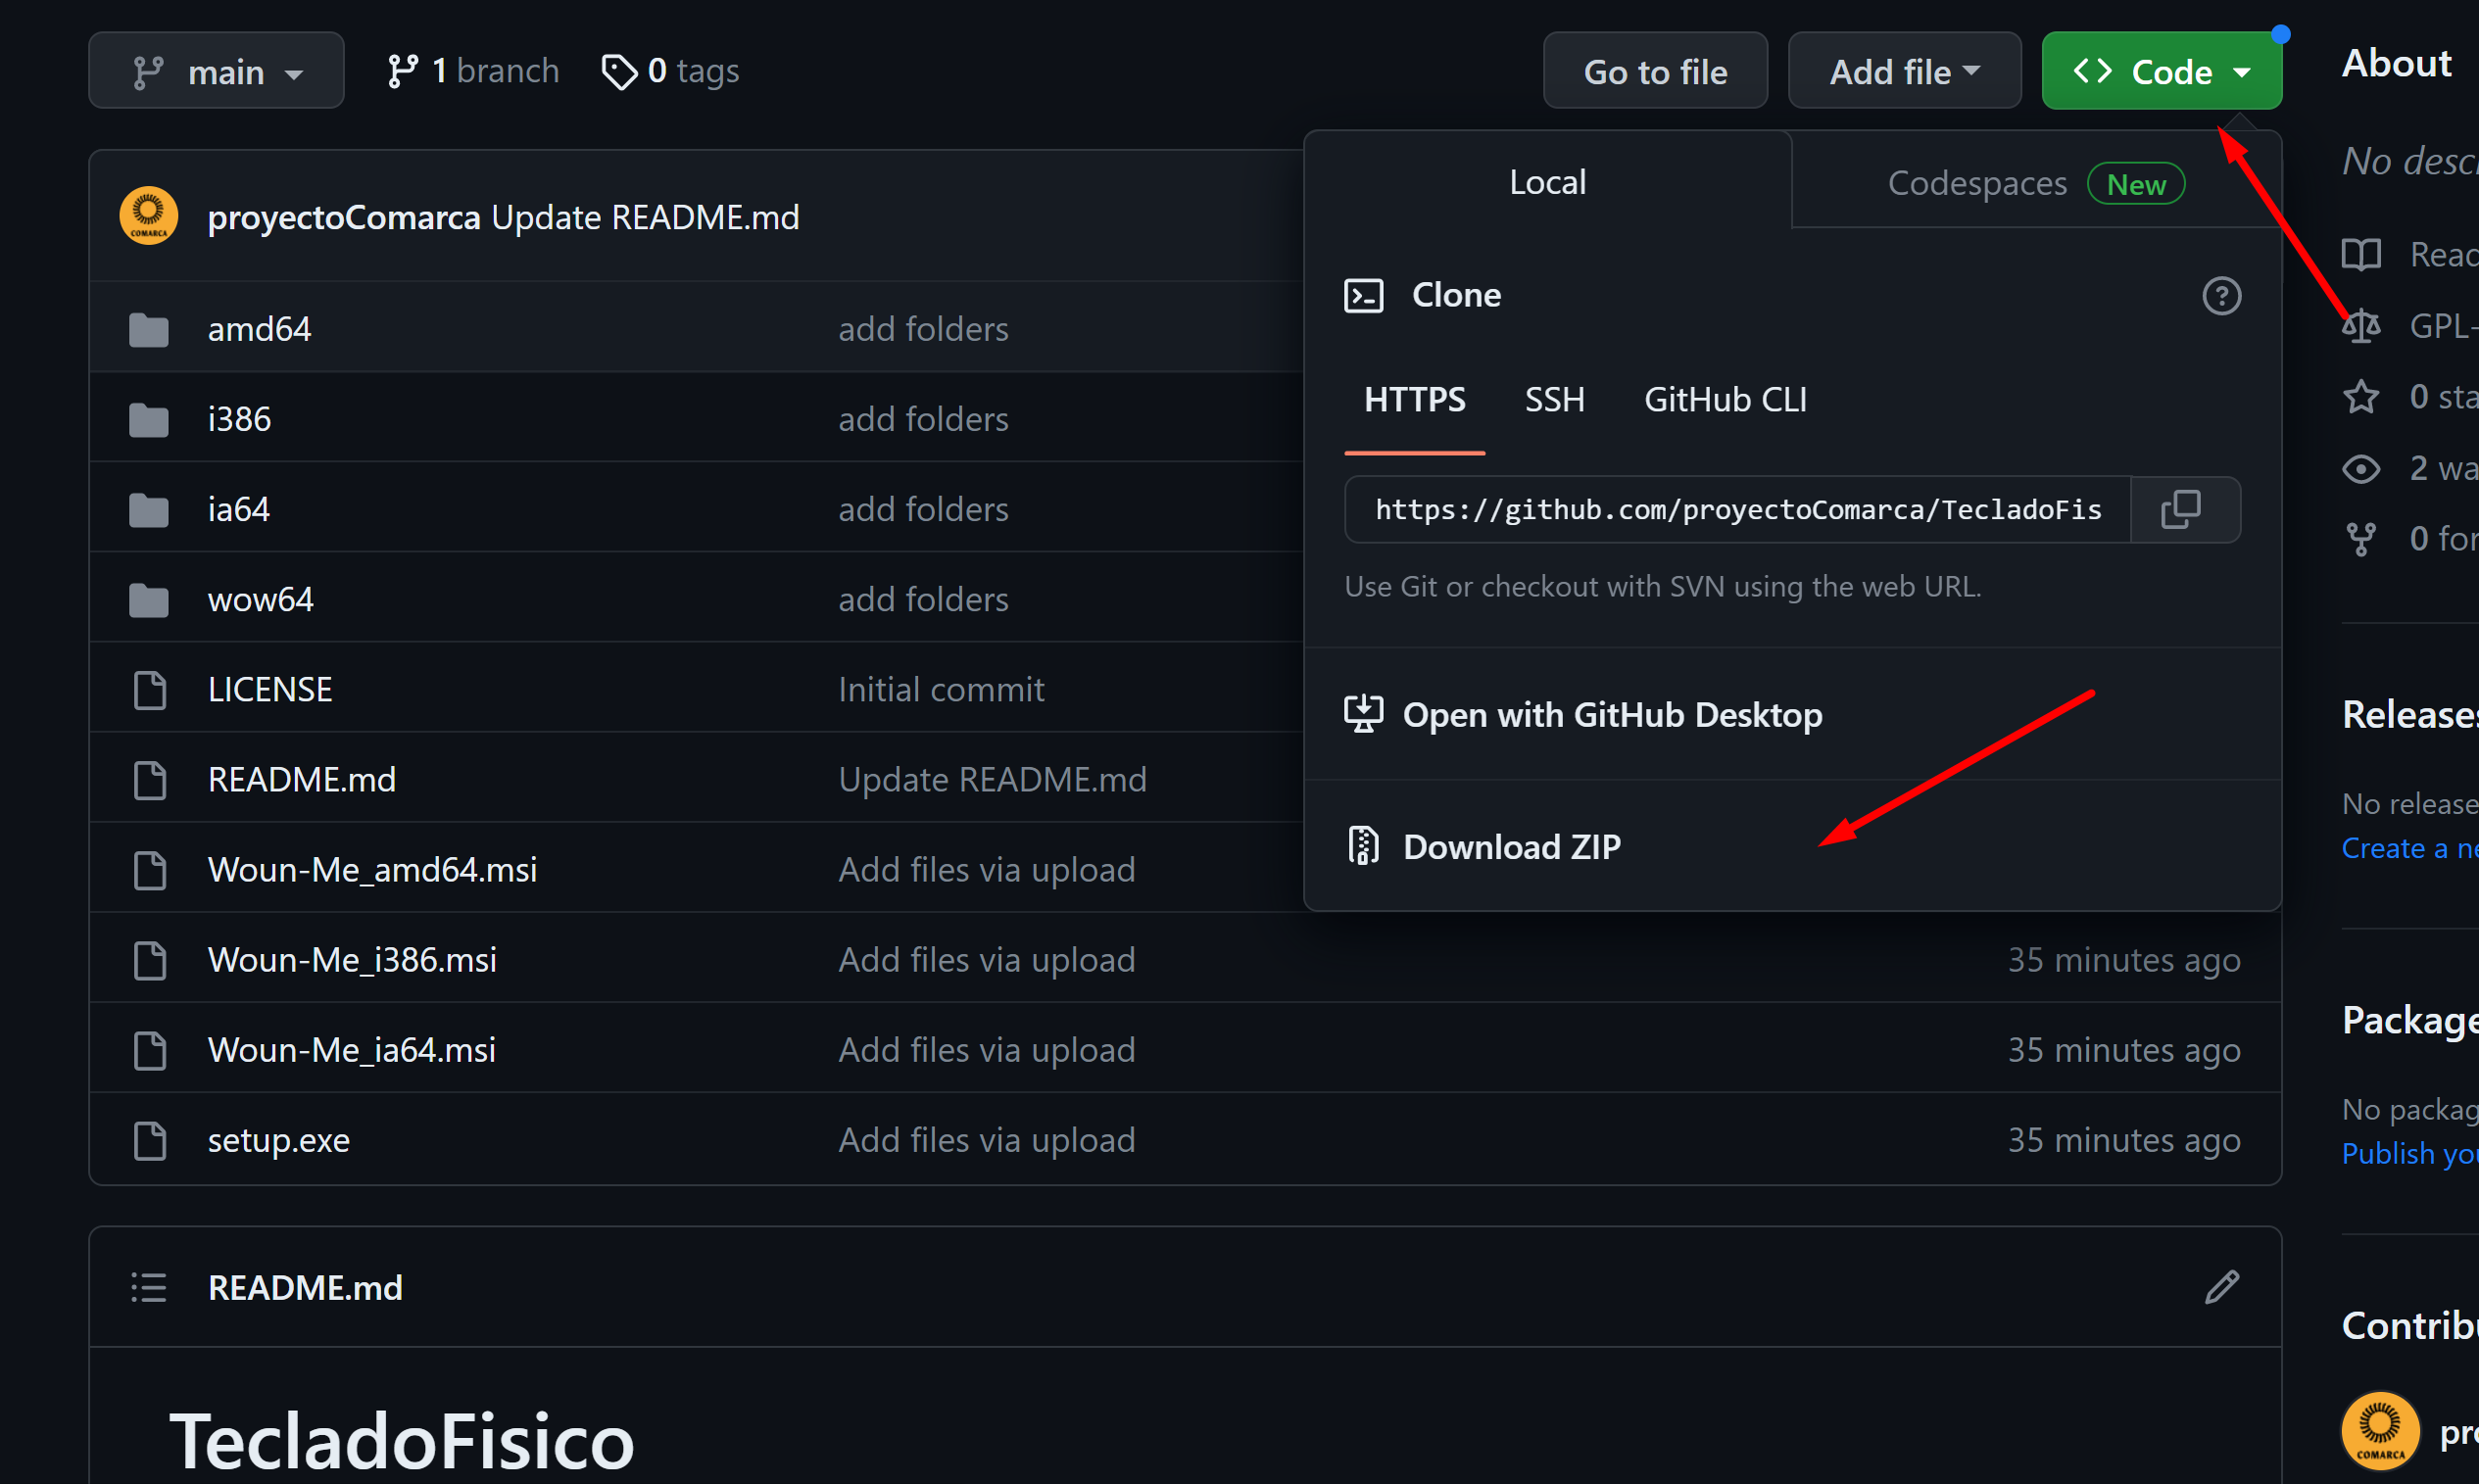 main
1 branch
0 tags
Go to file
Add file
Code
About
proyectoComarca Update README.md
Local
Codespaces New
No desc
amd64 add folders
Clone
Read
i386 add folders
HTTPS SSH GitHub CLI
GPL-
0 sta
ia64 add folders
https://github.com/proyectoComarca/TecladoFis
2 wa
0 for
wow64 add folders
Use Git or checkout with SVN using the web URL.
LICENSE Initial commit
Open with GitHub Desktop
Releases
README.md Update README.md
No release
Download ZIP
Create a ne
Woun-Me_amd64.msi Add files via upload
Woun-Me_i386.msi Add files via upload 35 minutes ago
Package
Woun-Me_ia64.msi Add files via upload 35 minutes ago
No packag
setup.exe Add files via upload 35 minutes ago
Publish you
README.md
Contribu
TecladoFisico
COMARCA
pro
COMARCA